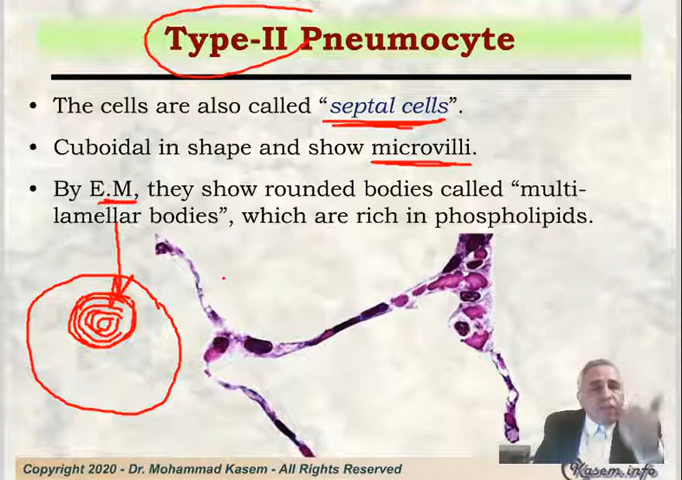 Type-II Pneumocyte
• The cells are also called “septal cells”.
• Cuboidal in shape and show microvilli.
• By E.M, they show rounded bodies called “multi-
lamellar bodies”, which are rich in phospholipids.
Copyright 2020 - Dr. Mohammad Kasem - All Rights Reserved
Kasem.info